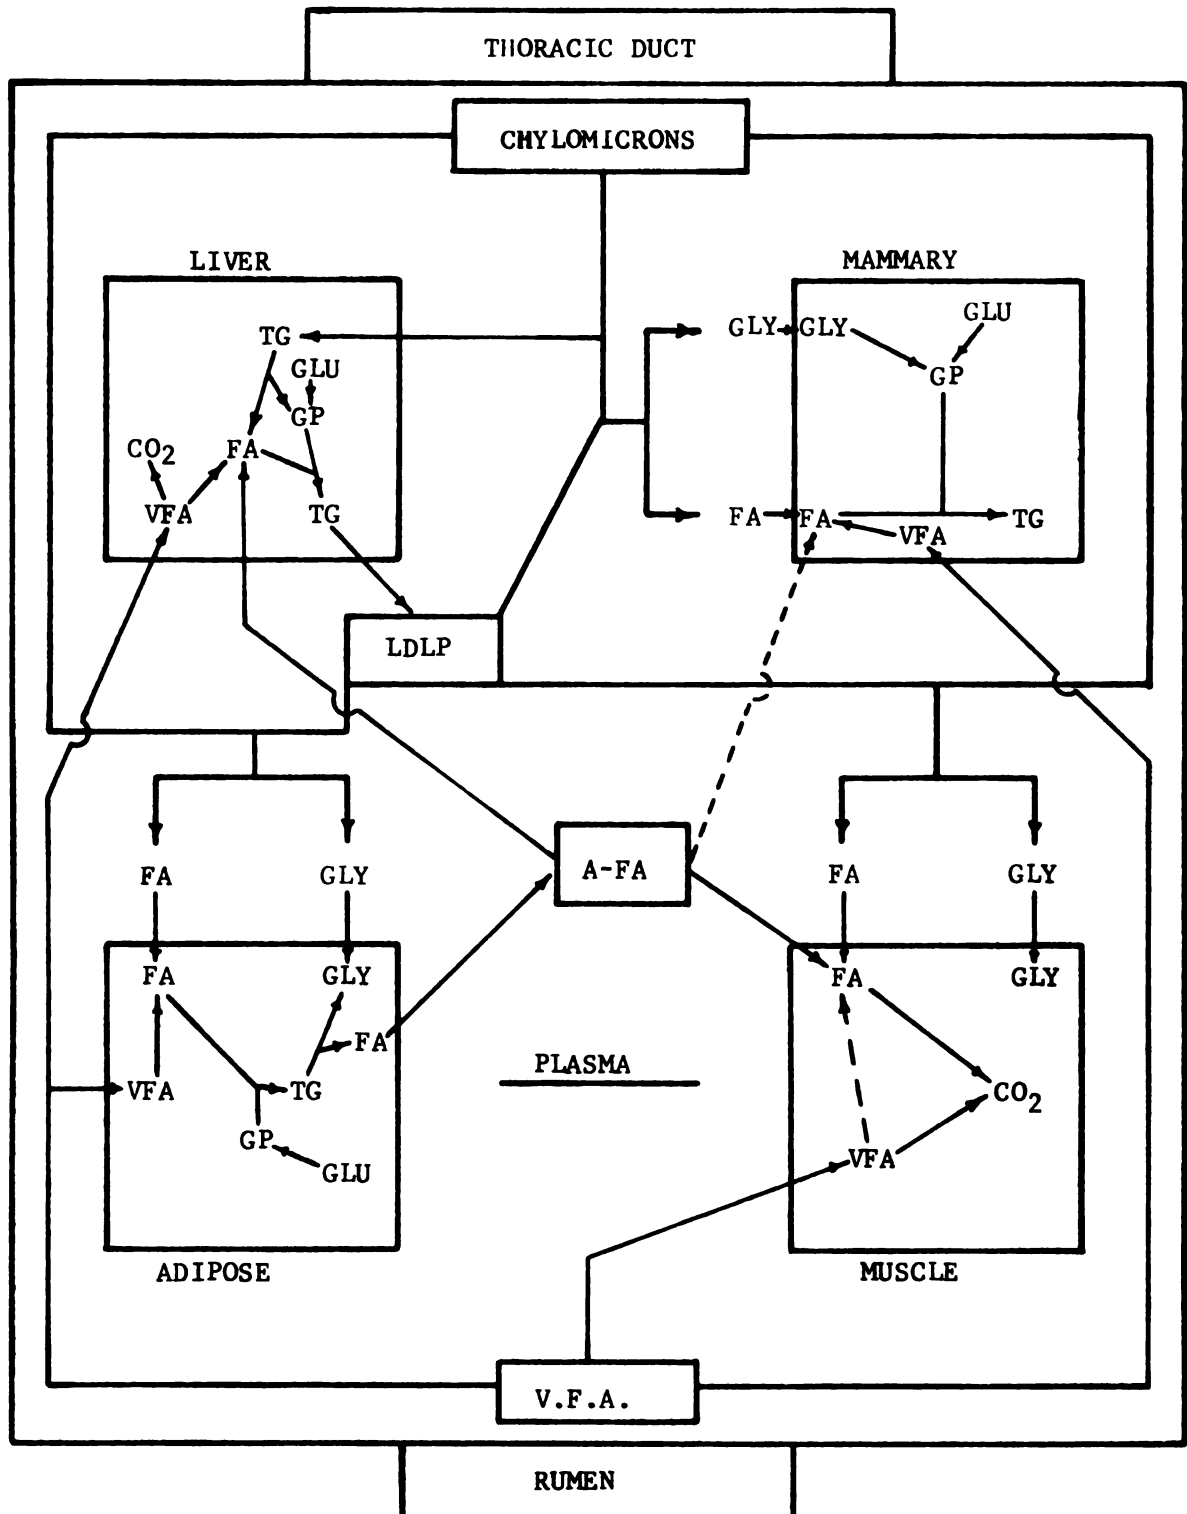 THORACIC DUCT
CHYLOMICRONS
LIVER
MAMMARY
TG
GLU
GP
CO2
FA
VFA
TG
GLY
GLY
GLU
GP
FA
FA
VFA
TG
LDLP
A-FA
FA
GLY
FA
GLY
FA
GLY
FA
VFA
TG
GP
GLU
PLASMA
FA
GLY
CO2
VFA
ADIPOSE
MUSCLE
V.F.A.
RUMEN